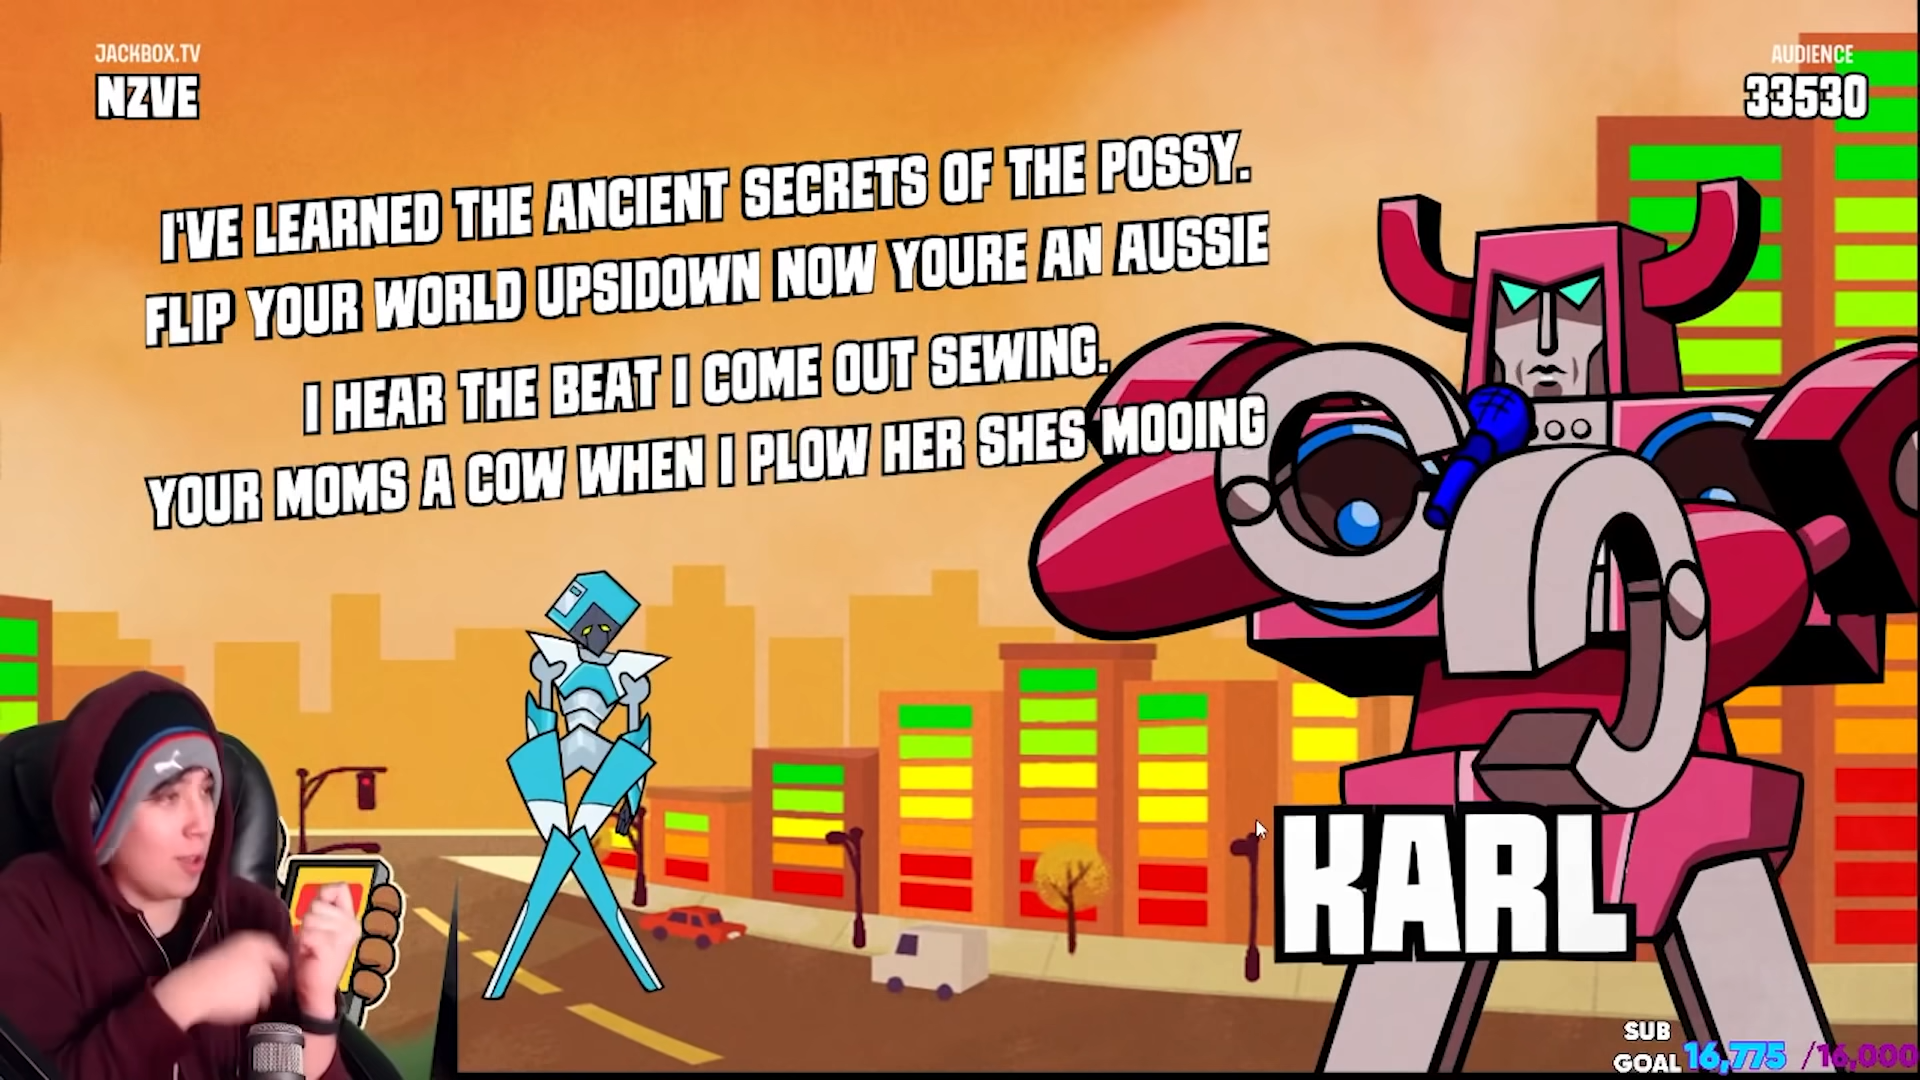 JACKBOX.TV
NZVE
AUDIENCE
33530
I'VE LEARNED THE ANCIENT SECRETS OF THE POSSY.
FLIP YOUR WORLD UPSIDOWN NOW YOURE AN AUSSIE
I HEAR THE BEAT I COME OUT SEWING.
YOUR MOMS A COW WHEN I PLOW HER SHES MOOING
KARL
SUB
GOAL 16,775 /16,000